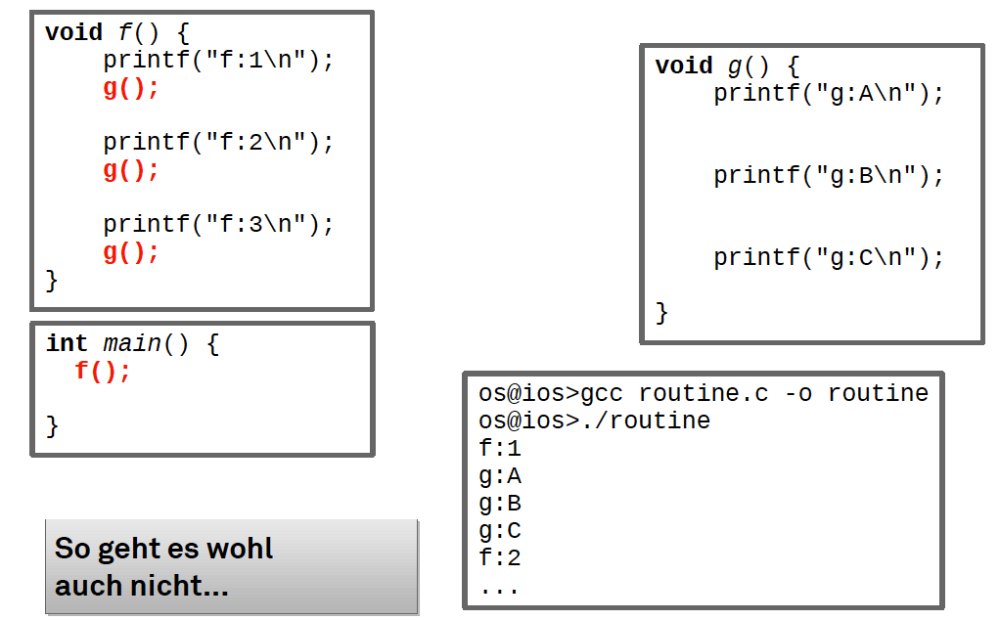 void f() {
    printf("f:1\n");
    g();
    printf("f:2\n");
    g();
    printf("f:3\n");
    g();
}
int main() {
  f();
}
void g() {
    printf("g:A\n");
    printf("g:B\n");
    printf("g:C\n");
}
os@ios>gcc routine.c -o routine
os@ios>./routine
f:1
g:A
g:B
g:C
f:2
...
So geht es wohl
auch nicht...